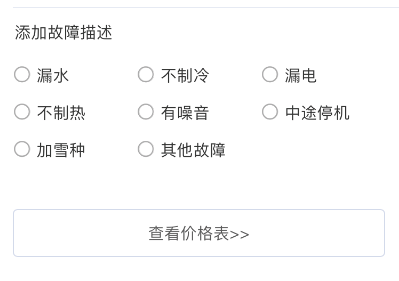 添加故障描述
漏水 不制冷 漏电
不制热 有噪音 中途停机
加雪种 其他故障
查看价格表>>